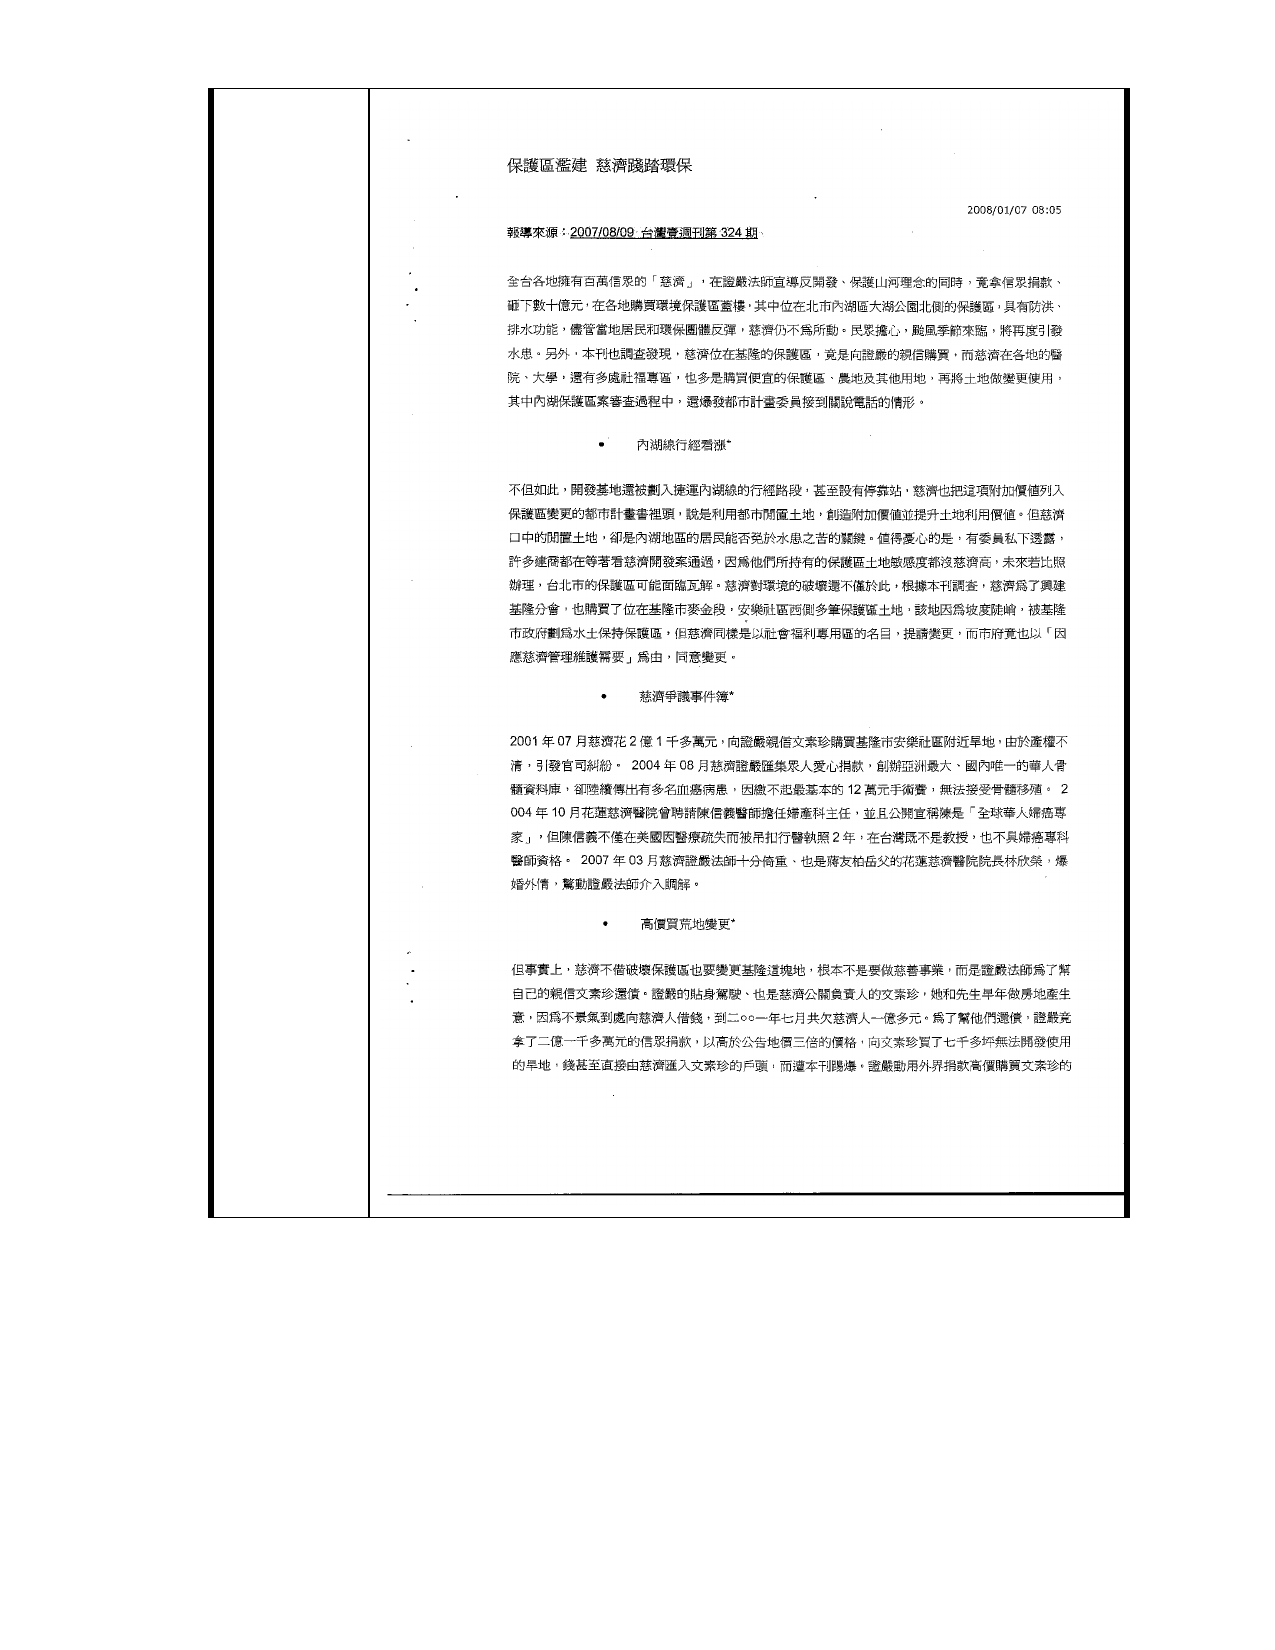 保護區濫建 慈濟踐踏環保
2008/01/07 08:05
報導來源：2007/08/09 台灣壹週刊第 324 期
全台各地擁有百萬信眾的「慈濟」，在證嚴法師宣導反開發、保護山河理念的同時，竟拿信眾捐款、
砸下數十億元，在各地購買環境保護區蓋樓，其中位在北市內湖區大湖公園北側的保護區，具有防洪、
排水功能，儘管當地居民和環保團體反彈，慈濟仍不為所動。民眾擔心，颱風季節來臨，將再度引發
水患。另外，本刊也調查發現，慈濟位在基隆的保護區，竟是向證嚴的親信購買，而慈濟在各地的醫
院、大學，還有多處社福專區，也多是購買便宜的保護區、農地及其他用地，再將土地做變更使用，
其中內湖保護區案審查過程中，還爆發都市計畫委員接到關說電話的情形。
• 內湖線行經看漲*
不但如此，開發基地還被劃入捷運內湖線的行經路段，甚至設有停靠站，慈濟也把這項附加價值列入
保護區變更的都市計畫書裡頭，說是利用都市閒置土地，創造附加價值並提升土地利用價值。但慈濟
口中的閒置土地，卻是內湖地區的居民能否免於水患之苦的關鍵。值得憂心的是，有委員私下透露，
許多建商都在等著看慈濟開發案通過，因為他們所持有的保護區土地敏感度都沒慈濟高，未來若比照
辦理，台北市的保護區可能面臨瓦解。慈濟對環境的破壞還不僅於此，根據本刊調查，慈濟為了興建
基隆分會，也購買了位在基隆市麥金段，安樂社區西側多筆保護區土地，該地因為坡度陡峭，被基隆
市政府劃為水土保持保護區，但慈濟同樣是以社會福利專用區的名目，提請變更，而市府竟也以「因
應慈濟管理維護需要」為由，同意變更。
• 慈濟爭議事件簿*
2001 年 07 月慈濟花 2 億 1 千多萬元，向證嚴親信文素珍購買基隆市安樂社區附近旱地，由於產權不
清，引發官司糾紛。 2004 年 08 月慈濟證嚴匯集眾人愛心捐款，創辦亞洲最大、國內唯一的華人骨
髓資料庫，卻陸續傳出有多名血癌病患，因繳不起最基本的 12 萬元手術費，無法接受骨髓移殖。 2
004 年 10 月花蓮慈濟醫院曾聘請陳信義醫師擔任婦產科主任，並且公開宣稱陳是「全球華人婦癌專
家」，但陳信義不僅在美國因醫療疏失而被吊扣行醫執照 2 年，在台灣既不是教授，也不具婦癌專科
醫師資格。 2007 年 03 月慈濟證嚴法師十分倚重、也是蔣友柏岳父的花蓮慈濟醫院院長林欣榮，爆
婚外情，驚動證嚴法師介入調解。
• 高價買荒地變更*
但事實上，慈濟不惜破壞保護區也要變更基隆這塊地，根本不是要做慈善事業，而是證嚴法師為了幫
自己的親信文素珍還債。證嚴的貼身駕駛、也是慈濟公關負責人的文素珍，她和先生早年做房地產生
意，因為不景氣到處向慈濟人借錢，到二○○一年七月共欠慈濟人一億多元。為了幫他們還債，證嚴竟
拿了二億一千多萬元的信眾捐款，以高於公告地價三倍的價格，向文素珍買了七千多坪無法開發使用
的旱地，錢甚至直接由慈濟匯入文素珍的戶頭，而遭本刊踢爆。證嚴動用外界捐款高價購買文素珍的